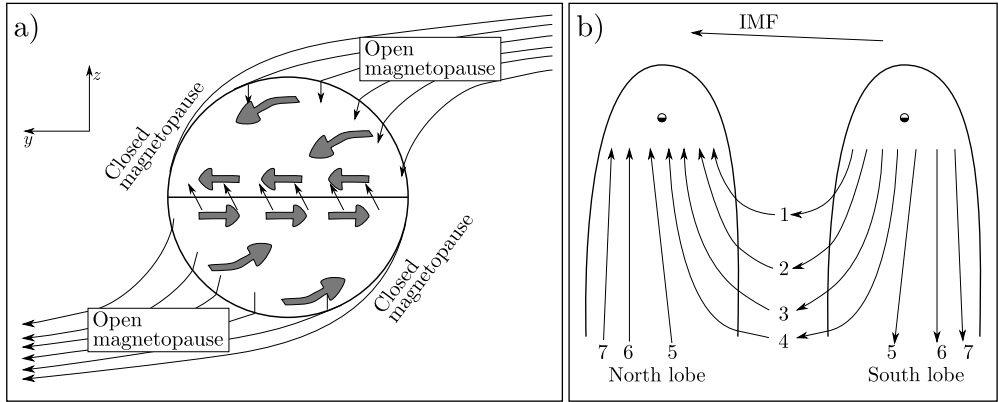 a)
z
y
Open
magnetopause
Closed
magnetopause
Closed
magnetopause
Open
magnetopause
b)
IMF
1
2
3
4
7 6 5
5 6 7
North lobe
South lobe